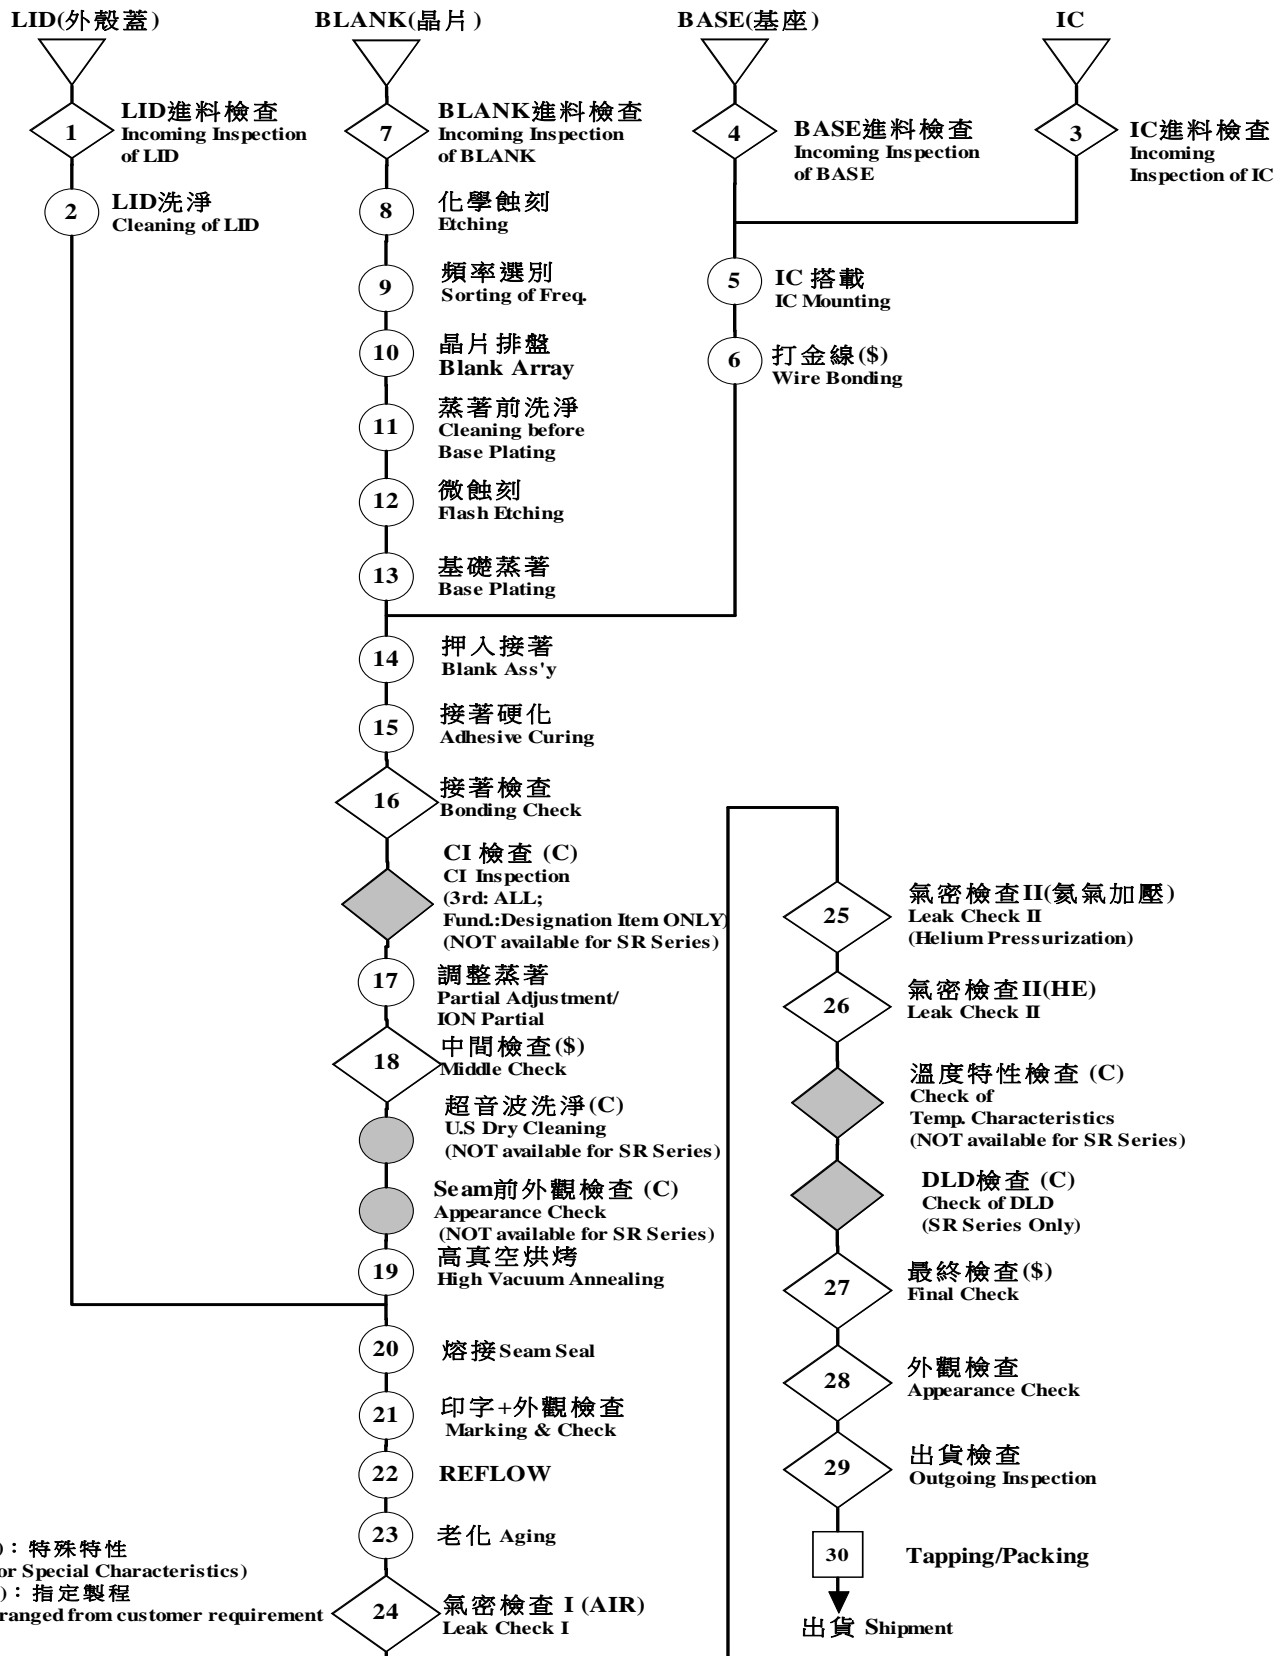 LID(外殼蓋)
BLANK(晶片)
BASE(基座)
IC
1
LID進料檢查
Incoming Inspection
of LID
7
BLANK進料檢查
Incoming Inspection
of BLANK
4
BASE進料檢查
Incoming Inspection
of BASE
3
IC進料檢查
Incoming
Inspection of IC
2
LID洗淨
Cleaning of LID
8
化學蝕刻
Etching
9
頻率選別
Sorting of Freq.
5
IC 搭載
IC Mounting
10
晶片排盤
Blank Array
6
打金線($)
Wire Bonding
11
蒸著前洗淨
Cleaning before
Base Plating
12
微蝕刻
Flash Etching
13
基礎蒸著
Base Plating
14
押入接著
Blank Ass'y
15
接著硬化
Adhesive Curing
16
接著檢查
Bonding Check
CI 檢查 (C)
CI Inspection
(3rd: ALL;
Fund.:Designation Item ONLY)
(NOT available for SR Series)
17
調整蒸著
Partial Adjustment/
ION Partial
18
中間檢查($)
Middle Check
超音波洗淨(C)
U.S Dry Cleaning
(NOT available for SR Series)
Seam前外觀檢查 (C)
Appearance Check
(NOT available for SR Series)
19
高真空烘烤
High Vacuum Annealing
20
熔接Seam Seal
21
印字+外觀檢查
Marking & Check
22
REFLOW
23
老化 Aging
24
氣密檢查 I (AIR)
Leak Check I
25
氣密檢查II(氦氣加壓)
Leak Check II
(Helium Pressurization)
26
氣密檢查II(HE)
Leak Check II
溫度特性檢查 (C)
Check of
Temp. Characteristics
(NOT available for SR Series)
DLD檢查 (C)
Check of DLD
(SR Series Only)
27
最終檢查($)
Final Check
28
外觀檢查
Appearance Check
29
出貨檢查
Outgoing Inspection
30
Tapping/Packing
出貨 Shipment
)：特殊特性
or Special Characteristics)
)：指定製程
ranged from customer requirement